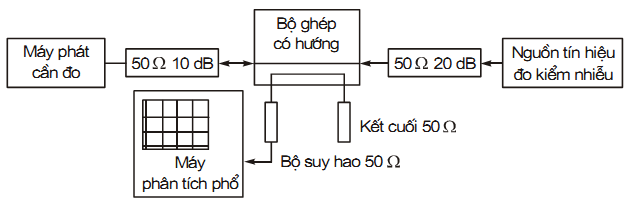 Máy phát
cần đo
50 Ω 10 dB
Bộ ghép
có hướng
50 Ω 20 dB
Nguồn tín hiệu
đo kiểm nhiễu
Kết cuối 50 Ω
Bộ suy hao 50 Ω
Máy
phân tích phổ